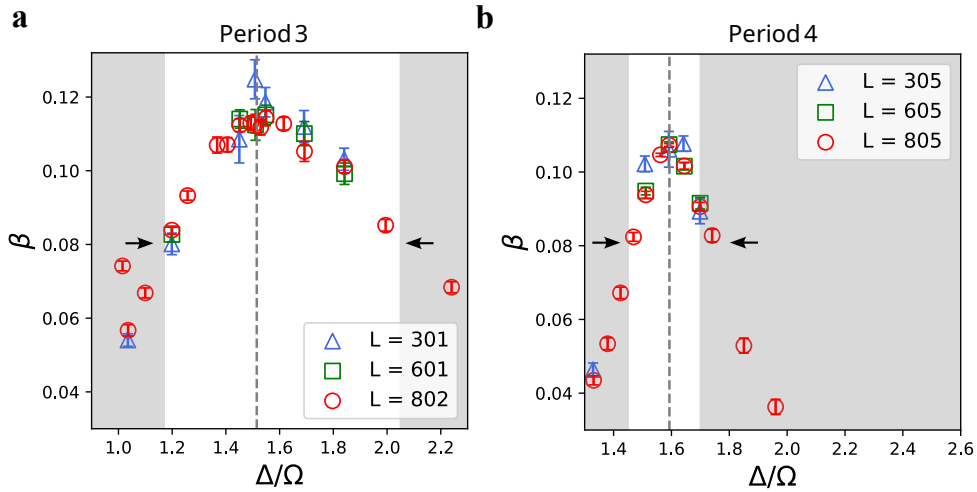 a
Period 3
0.12
0.10
0.08
0.06
0.04
β
L = 301
L = 601
L = 802
1.0 1.2 1.4 1.6 1.8 2.0 2.2
Δ/Ω
b
Period 4
0.12
0.10
0.08
0.06
0.04
β
L = 305
L = 605
L = 805
1.4 1.6 1.8 2.0 2.2 2.4 2.6
Δ/Ω